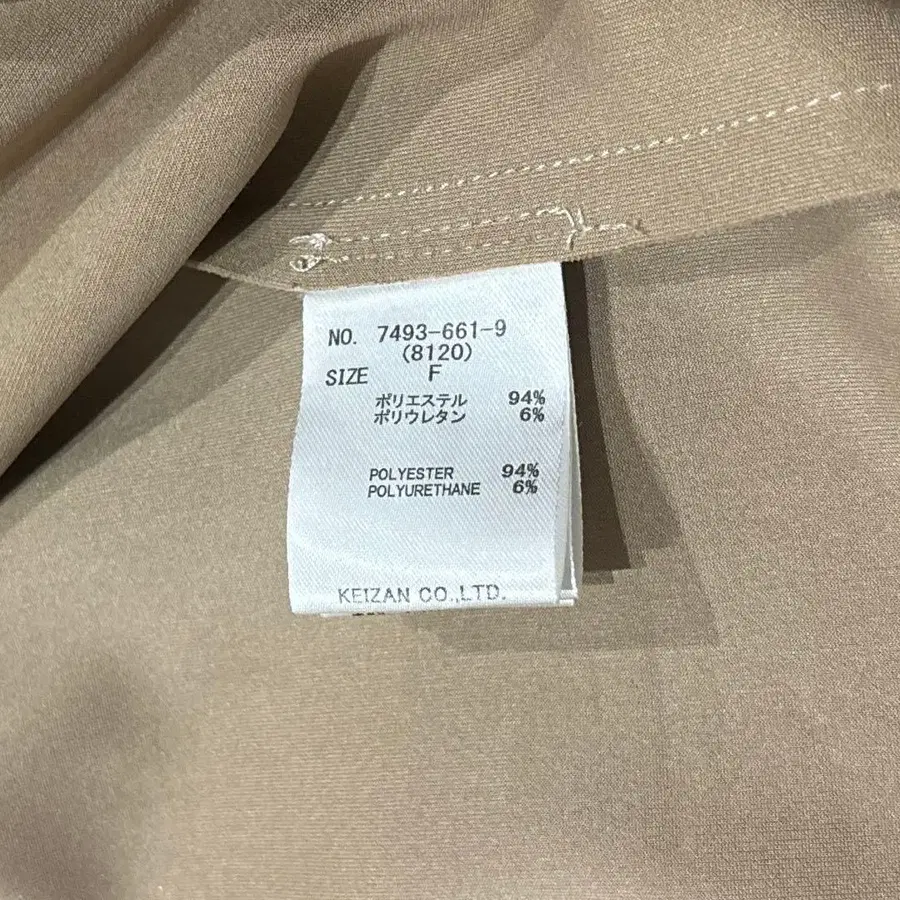 NO. 7493-661-9
(8120)
SIZE F
ポリエステル 94%
ポリウレタン 6%
POLYESTER 94%
POLYURETHANE 6%
KEIZAN CO.,LTD.